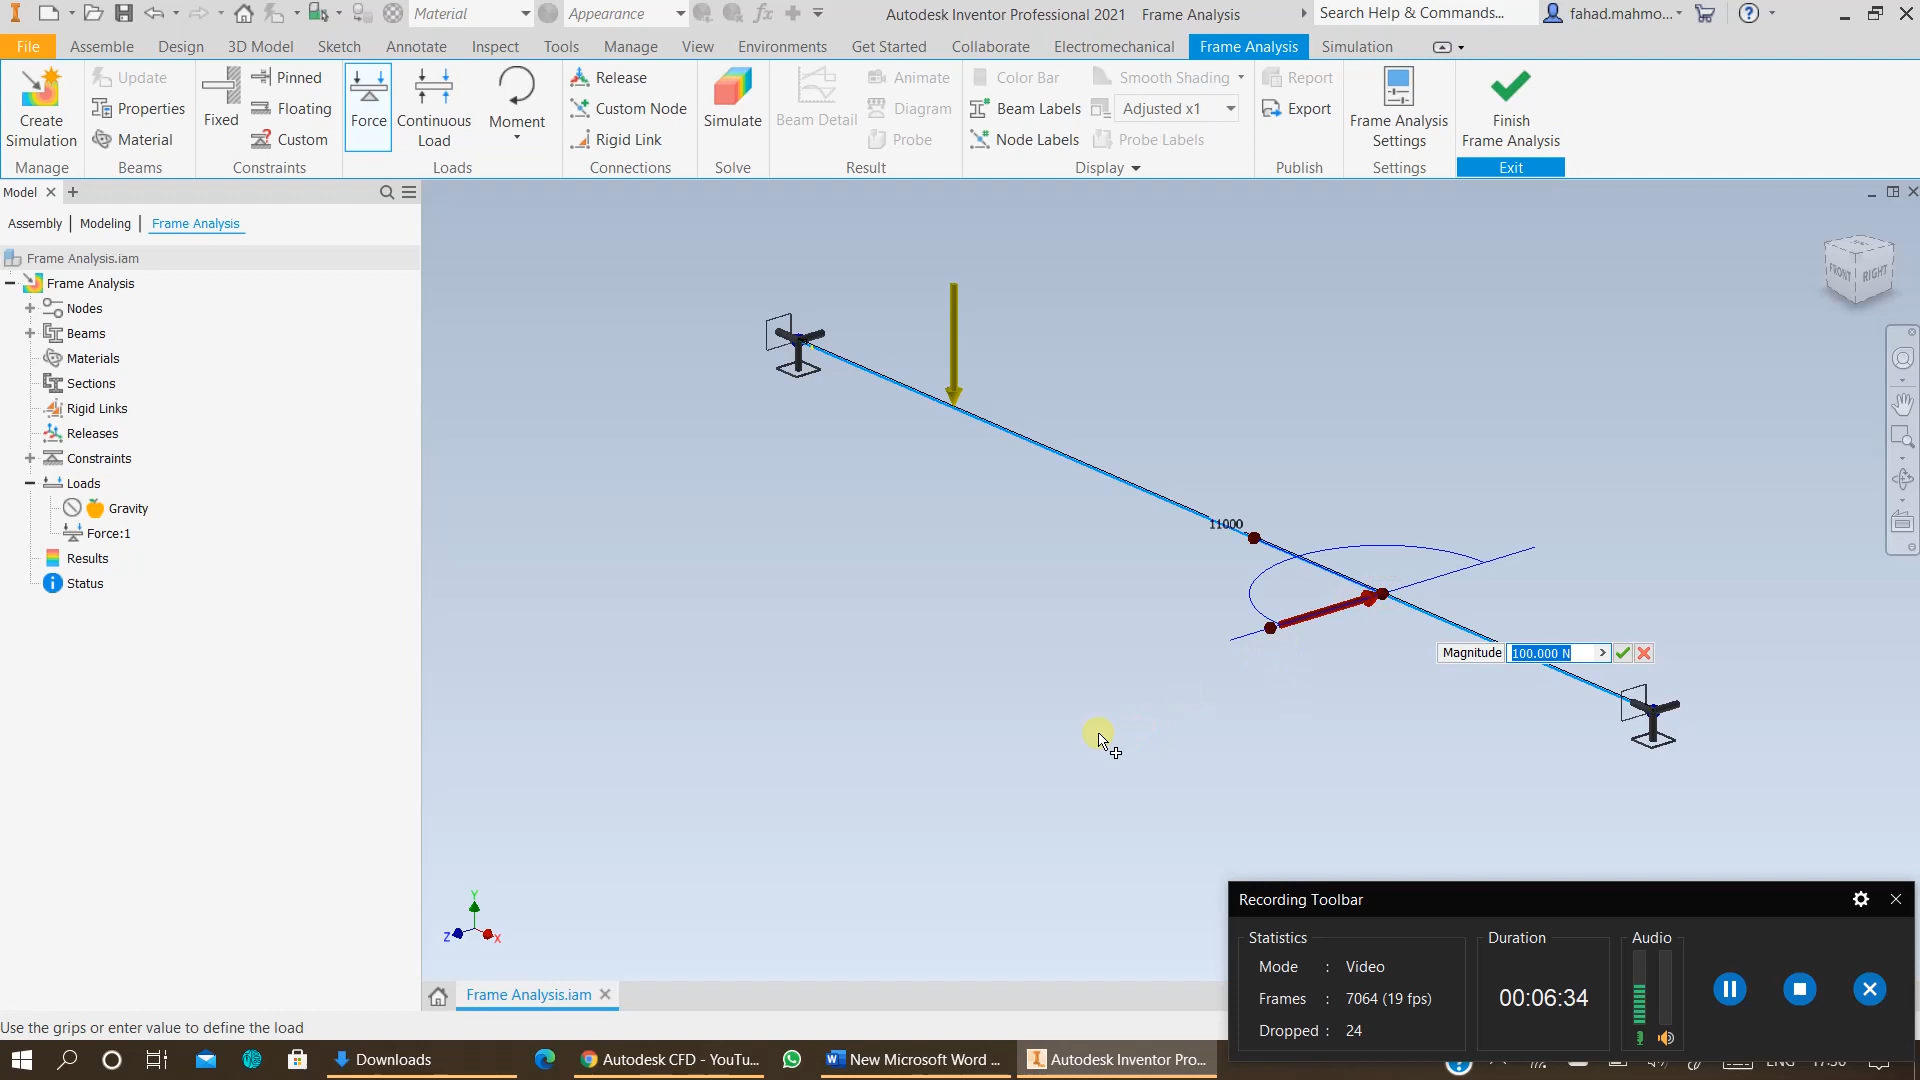 Material
Appearance
Autodesk Inventor Professional 2021 Frame Analysis
Search Help & Commands...
fahad.mahmo...
File
Assemble
Design
3D Model
Sketch
Annotate
Inspect
Tools
Manage
View
Environments
Get Started
Collaborate
Electromechanical
Frame Analysis
Simulation
Create Simulation
Manage
Update
Properties
Material
Beams
Fixed
Pinned
Floating
Custom
Constraints
Force
Continuous Load
Moment
Loads
Release
Custom Node
Rigid Link
Connections
Simulate
Solve
Beam Detail
Animate
Diagram
Probe
Result
Color Bar
Beam Labels
Node Labels
Smooth Shading
Adjusted x1
Probe Labels
Display
Report
Export
Publish
Frame Analysis Settings
Settings
Finish Frame Analysis
Exit
Model
Assembly
Modeling
Frame Analysis
Frame Analysis.iam
Frame Analysis
Nodes
Beams
Materials
Sections
Rigid Links
Releases
Constraints
Loads
Gravity
Force:1
Results
Status
FRONT
RIGHT
11000
Magnitude 100.000 N
Y
Z
X
Recording Toolbar
Statistics
Mode : Video
Frames : 7064 (19 fps)
Dropped : 24
Duration
00:06:34
Audio
Frame Analysis.iam
Use the grips or enter value to define the load
Downloads
Autodesk CFD - YouTu...
New Microsoft Word ...
Autodesk Inventor Pro...